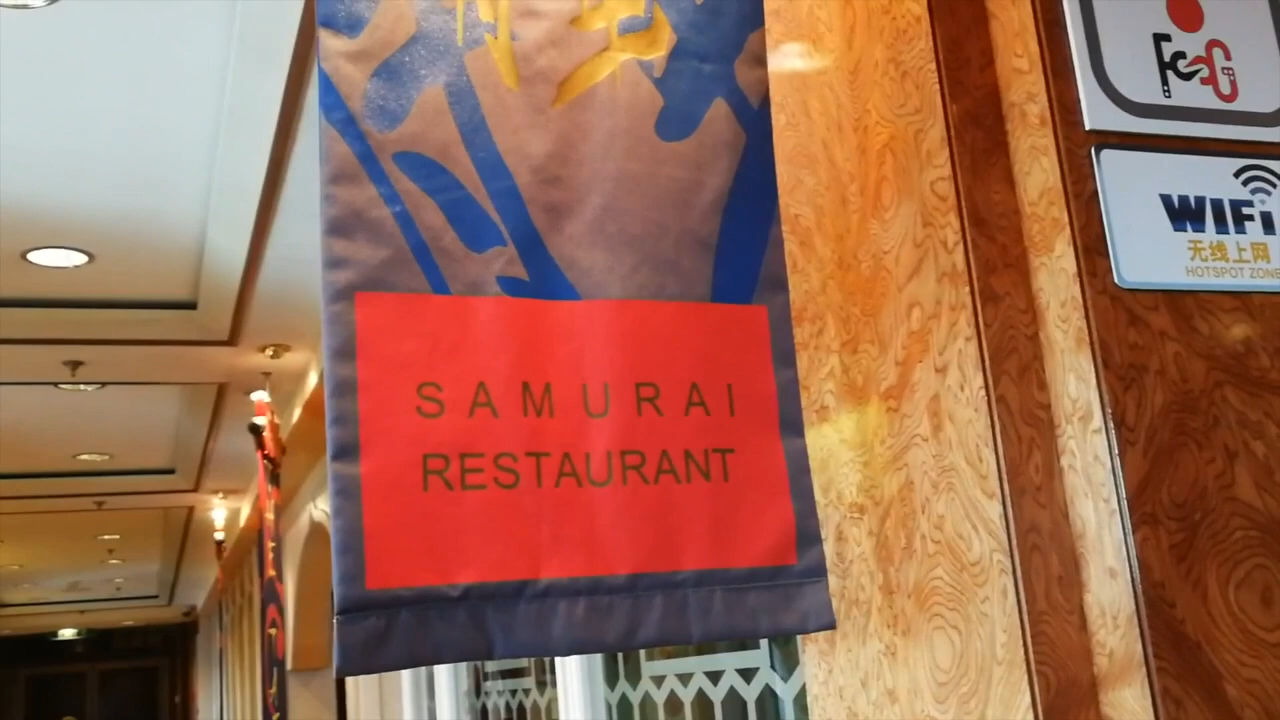 SAMURAI
RESTAURANT
WIFi
无线上网
HOTSPOT ZONE